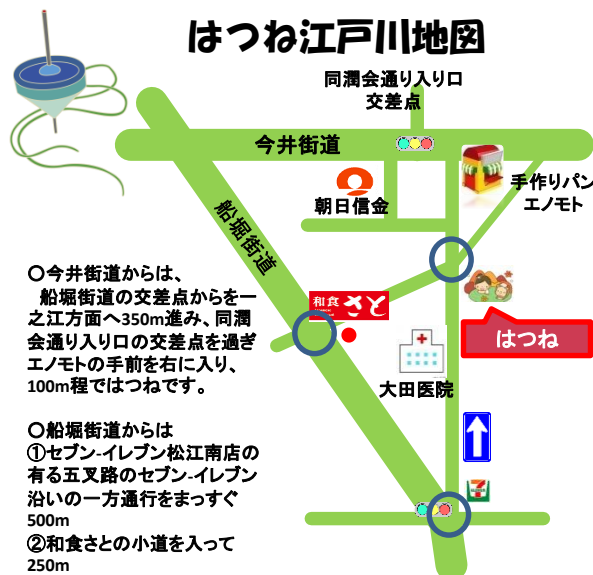 はつね江戸川地図
同潤会通り入り口
交差点
今井街道
朝日信金
手作りパン
エノモト
船堀街道
和食 さと
はつね
大田医院
〇今井街道からは、
船堀街道の交差点からを一
之江方面へ350m進み、同潤
会通り入り口の交差点を過ぎ
エノモトの手前を右に入り、
100m程ではつねです。
〇船堀街道からは
①セブン-イレブン松江南店の
有る五叉路のセブン-イレブン
沿いの一方通行をまっすぐ
500m
②和食さとの小道を入って
250m